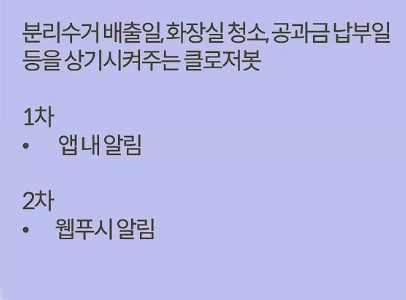 분리수거 배출일, 화장실 청소, 공과금 납부일
등을 상기시켜주는 클로저봇
1차
• 앱 내 알림
2차
• 웹푸시 알림